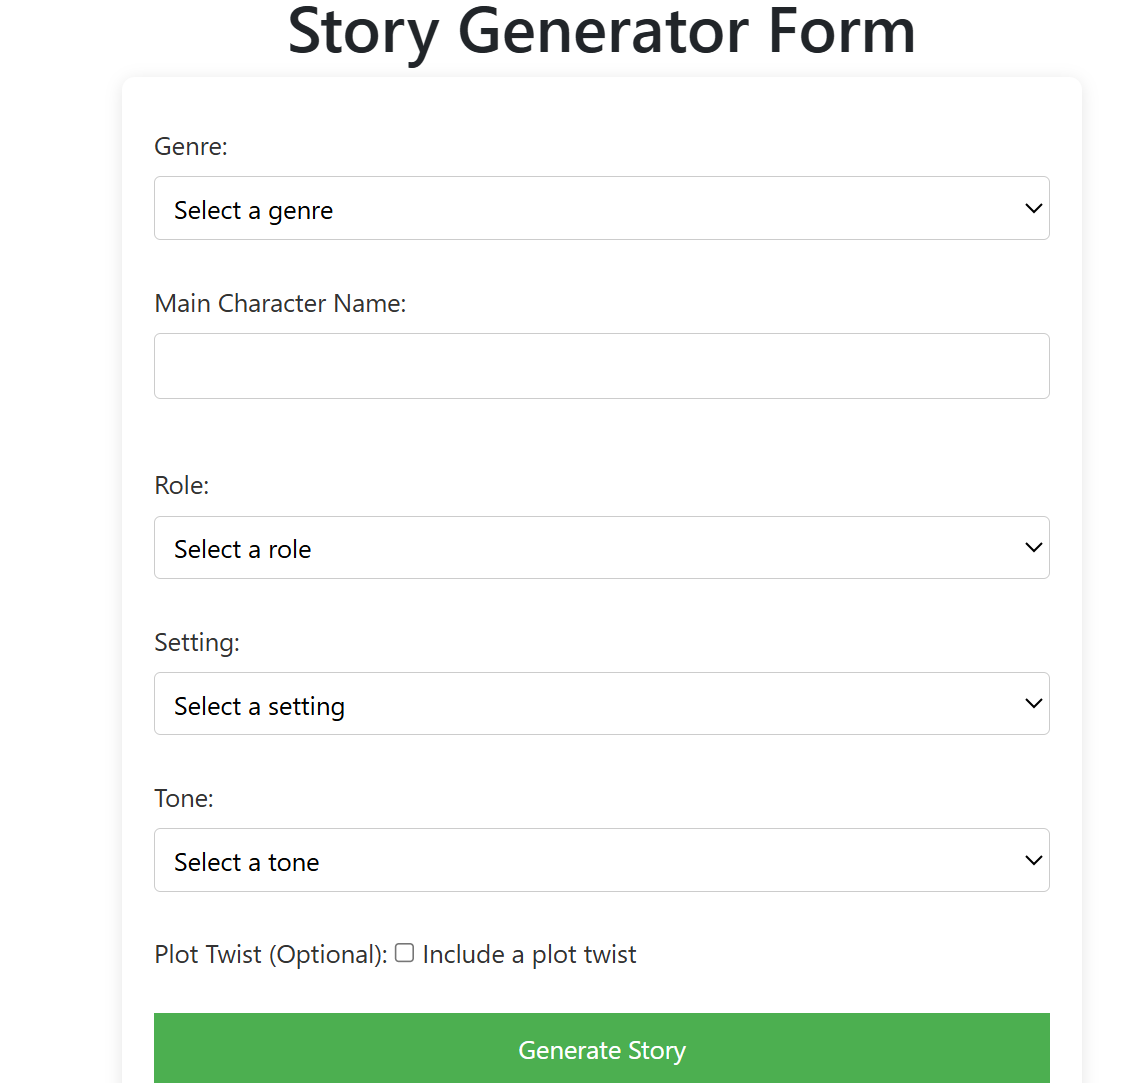 Story Generator Form
Genre:
Select a genre
Main Character Name:
Role:
Select a role
Setting:
Select a setting
Tone:
Select a tone
Plot Twist (Optional): Include a plot twist
Generate Story